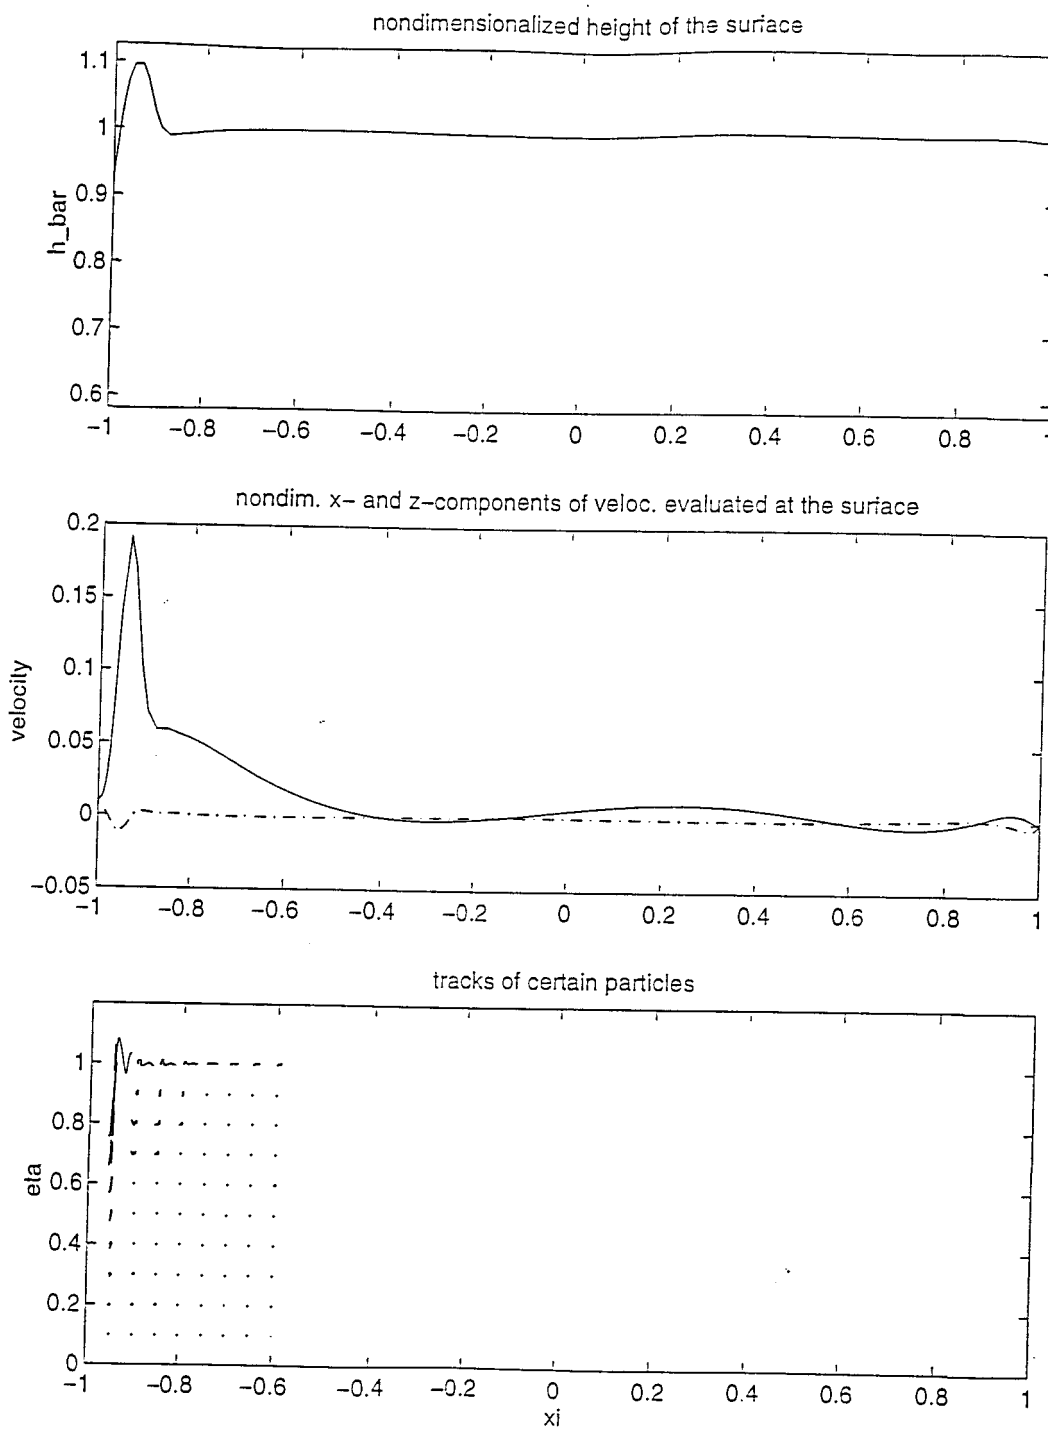 nondimensionalized height of the surface
1.1
1
0.9
0.8
0.7
0.6
h_bar
-1 -0.8 -0.6 -0.4 -0.2 0 0.2 0.4 0.6 0.8 1
nondim. x- and z-components of veloc. evaluated at the surface
0.2
0.15
0.1
0.05
0
-0.05
velocity
-1 -0.8 -0.6 -0.4 -0.2 0 0.2 0.4 0.6 0.8 1
tracks of certain particles
1
0.8
0.6
0.4
0.2
0
eta
-1 -0.8 -0.6 -0.4 -0.2 0 0.2 0.4 0.6 0.8 1
xi